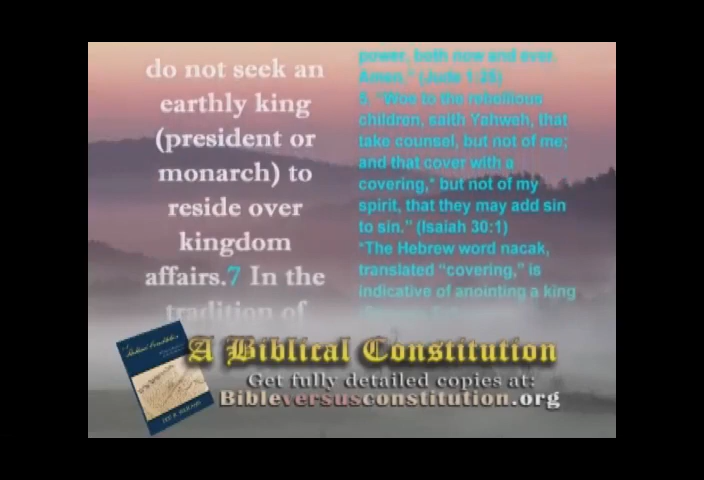 do not seek an
earthly king
(president or
monarch) to
reside over
kingdom
affairs.7 In the
tradition of
power, both now and ever.
Amen." (Jude 1:25)
5. "Woe to the rebellious
children, saith Yahweh, that
take counsel, but not of me;
and that cover with a
covering,* but not of my
spirit, that they may add sin
to sin." (Isaiah 30:1)
*The Hebrew word nacak,
translated "covering," is
indicative of anointing a king
A Biblical Constitution
Get fully detailed copies at:
Bibleversusconstitution.org